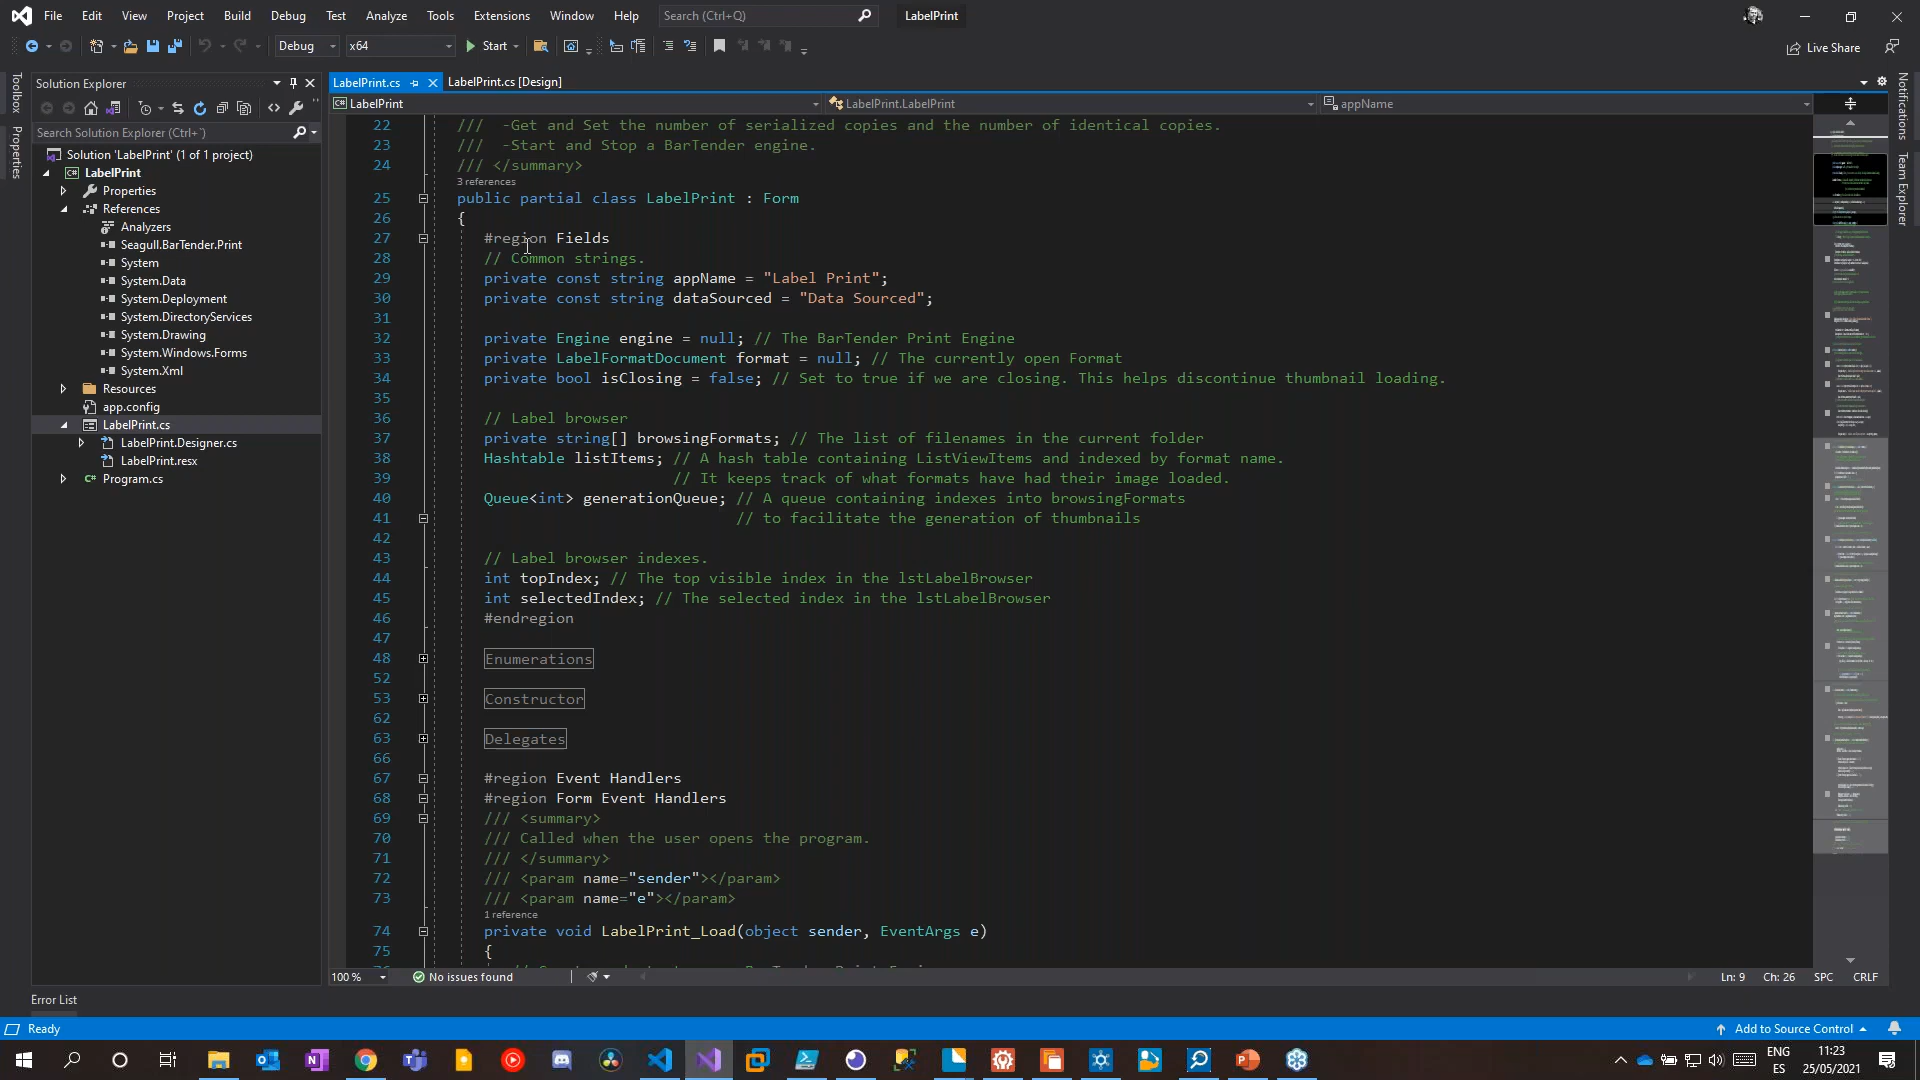 File Edit View Project Build Debug Test Analyze Tools Extensions Window Help Search (Ctrl+Q) LabelPrint
Debug x64 Start Live Share
Toolbox
Properties
Solution Explorer
Search Solution Explorer (Ctrl+¨)
Solution 'LabelPrint' (1 of 1 project)
LabelPrint
Properties
References
Analyzers
Seagull.BarTender.Print
System
System.Data
System.Deployment
System.DirectoryServices
System.Drawing
System.Windows.Forms
System.Xml
Resources
app.config
LabelPrint.cs
LabelPrint.Designer.cs
LabelPrint.resx
Program.cs
LabelPrint.cs LabelPrint.cs [Design]
LabelPrint LabelPrint.LabelPrint appName
22 /// -Get and Set the number of serialized copies and the number of identical copies.
23 /// -Start and Stop a BarTender engine.
24 /// </summary>
3 references
25 public partial class LabelPrint : Form
26 {
27 #region Fields
28 // Common strings.
29 private const string appName = "Label Print";
30 private const string dataSourced = "Data Sourced";
31
32 private Engine engine = null; // The BarTender Print Engine
33 private LabelFormatDocument format = null; // The currently open Format
34 private bool isClosing = false; // Set to true if we are closing. This helps discontinue thumbnail loading.
35
36 // Label browser
37 private string[] browsingFormats; // The list of filenames in the current folder
38 Hashtable listItems; // A hash table containing ListViewItems and indexed by format name.
39 // It keeps track of what formats have had their image loaded.
40 Queue<int> generationQueue; // A queue containing indexes into browsingFormats
41 // to facilitate the generation of thumbnails
42
43 // Label browser indexes.
44 int topIndex; // The top visible index in the lstLabelBrowser
45 int selectedIndex; // The selected index in the lstLabelBrowser
46 #endregion
47
48 Enumerations
52
53 Constructor
62
63 Delegates
66
67 #region Event Handlers
68 #region Form Event Handlers
69 /// <summary>
70 /// Called when the user opens the program.
71 /// </summary>
72 /// <param name="sender"></param>
73 /// <param name="e"></param>
1 reference
74 private void LabelPrint_Load(object sender, EventArgs e)
75 {
Notifications
Team Explorer
100 % No issues found Ln: 9 Ch: 26 SPC CRLF
Error List
Ready Add to Source Control
ENG
ES
11:23
25/05/2021